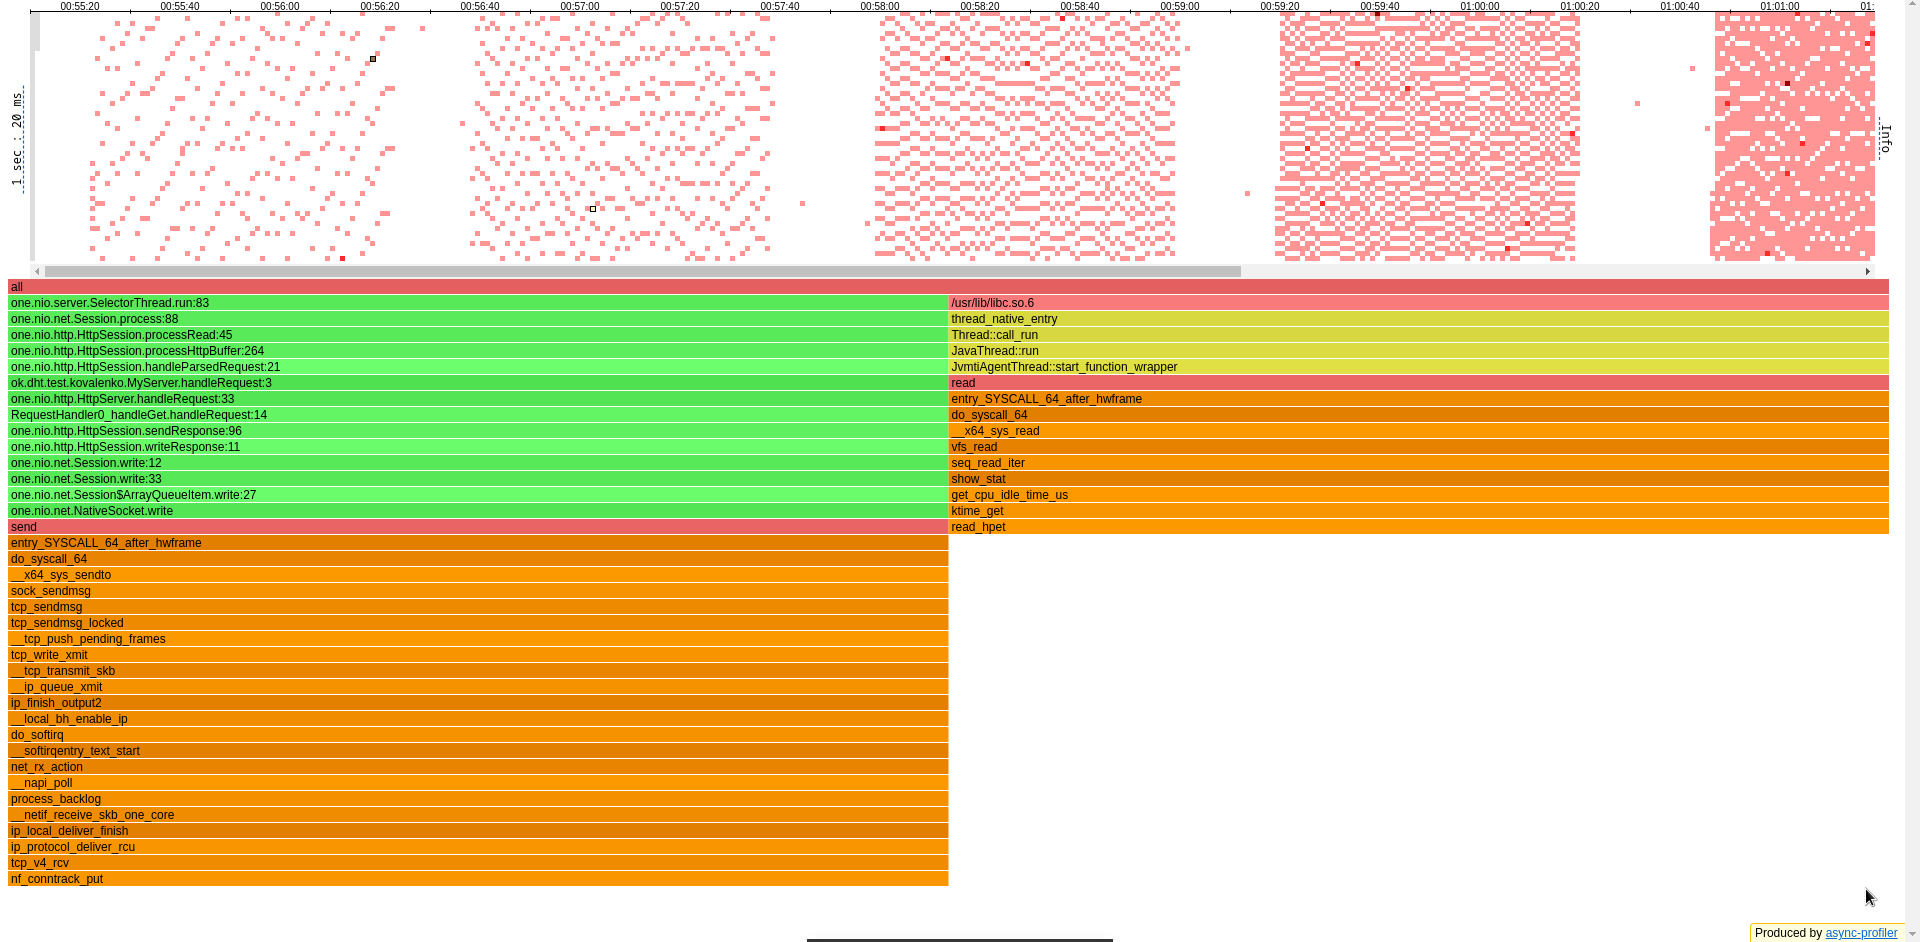 00:55:20 00:55:40 00:56:00 00:56:20 00:56:40 00:57:00 00:57:20 00:57:40 00:58:00 00:58:20 00:58:40 00:59:00 00:59:20 00:59:40 01:00:00 01:00:20 01:00:40 01:01:00 01:
1 sec : 20 ms
Info
all
one.nio.server.SelectorThread.run:83
/usr/lib/libc.so.6
one.nio.net.Session.process:88
thread_native_entry
one.nio.http.HttpSession.processRead:45
Thread::call_run
one.nio.http.HttpSession.processHttpBuffer:264
JavaThread::run
one.nio.http.HttpSession.handleParsedRequest:21
JvmtiAgentThread::start_function_wrapper
ok.dht.test.kovalenko.MyServer.handleRequest:3
read
one.nio.http.HttpServer.handleRequest:33
entry_SYSCALL_64_after_hwframe
RequestHandler0_handleGet.handleRequest:14
do_syscall_64
one.nio.http.HttpSession.sendResponse:96
__x64_sys_read
one.nio.http.HttpSession.writeResponse:11
vfs_read
one.nio.net.Session.write:12
seq_read_iter
one.nio.net.Session.write:33
show_stat
one.nio.net.Session$ArrayQueueItem.write:27
get_cpu_idle_time_us
one.nio.net.NativeSocket.write
ktime_get
send
read_hpet
entry_SYSCALL_64_after_hwframe
do_syscall_64
__x64_sys_sendto
sock_sendmsg
tcp_sendmsg
tcp_sendmsg_locked
__tcp_push_pending_frames
tcp_write_xmit
__tcp_transmit_skb
__ip_queue_xmit
ip_finish_output2
__local_bh_enable_ip
do_softirq
__softirqentry_text_start
net_rx_action
__napi_poll
process_backlog
__netif_receive_skb_one_core
ip_local_deliver_finish
ip_protocol_deliver_rcu
tcp_v4_rcv
nf_conntrack_put
Produced by async-profiler